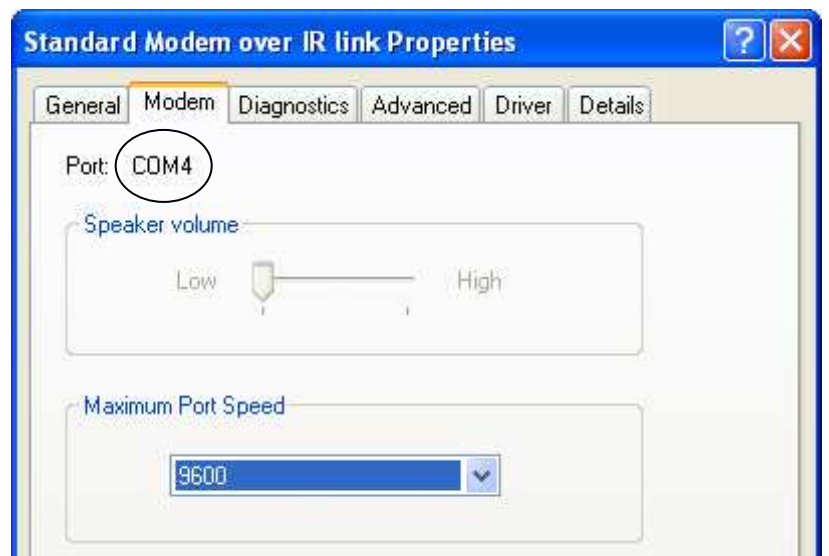 Standard Modem over IR link Properties
General Modem Diagnostics Advanced Driver Details
Port: COM4
Speaker volume
Low High
Maximum Port Speed
9600